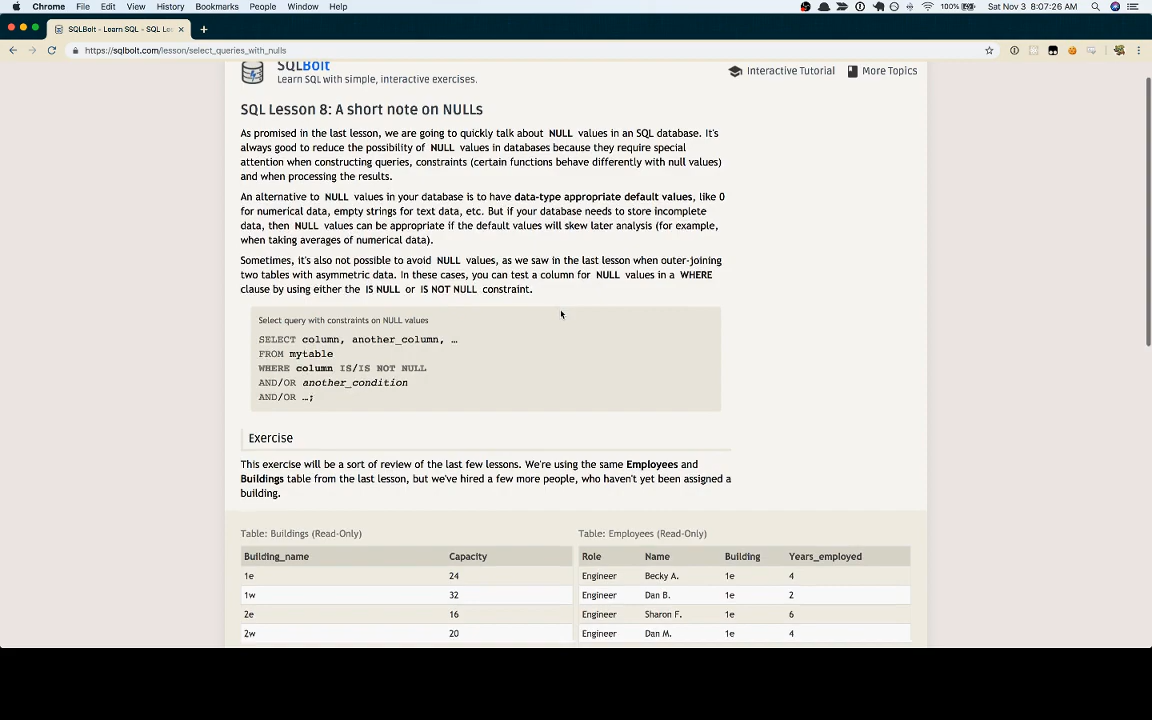 Chrome File Edit View History Bookmarks People Window Help 100% Sat Nov 3 8:07:26 AM
SQLBolt - Learn SQL - SQL Les
https://sqlbolt.com/lesson/select_queries_with_nulls
SQLBolt
Learn SQL with simple, interactive exercises.
Interactive Tutorial More Topics
SQL Lesson 8: A short note on NULLs
As promised in the last lesson, we are going to quickly talk about NULL values in an SQL database. It's
always good to reduce the possibility of NULL values in databases because they require special
attention when constructing queries, constraints (certain functions behave differently with null values)
and when processing the results.
An alternative to NULL values in your database is to have data-type appropriate default values, like 0
for numerical data, empty strings for text data, etc. But if your database needs to store incomplete
data, then NULL values can be appropriate if the default values will skew later analysis (for example,
when taking averages of numerical data).
Sometimes, it's also not possible to avoid NULL values, as we saw in the last lesson when outer-joining
two tables with asymmetric data. In these cases, you can test a column for NULL values in a WHERE
clause by using either the IS NULL or IS NOT NULL constraint.
Select query with constraints on NULL values
SELECT column, another_column, …
FROM mytable
WHERE column IS/IS NOT NULL
AND/OR another_condition
AND/OR …;
Exercise
This exercise will be a sort of review of the last few lessons. We're using the same Employees and
Buildings table from the last lesson, but we've hired a few more people, who haven't yet been assigned a
building.
Table: Buildings (Read-Only) Table: Employees (Read-Only)
Building_name Capacity Role Name Building Years_employed
1e 24 Engineer Becky A. 1e 4
1w 32 Engineer Dan B. 1e 2
2e 16 Engineer Sharon F. 1e 6
2w 20 Engineer Dan M. 1e 4